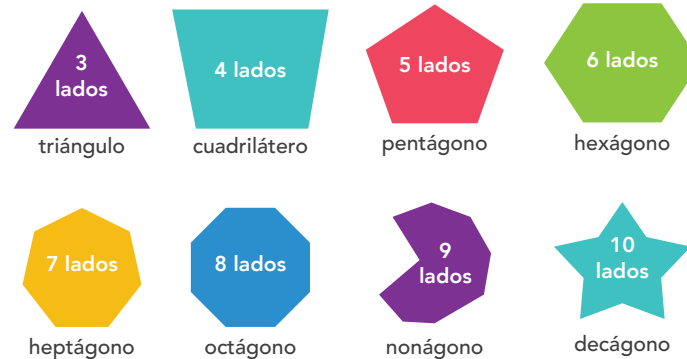 3
lados
4 lados
5 lados
6 lados
triángulo
cuadrilátero
pentágono
hexágono
7 lados
8 lados
9
lados
10
lados
heptágono
octágono
nonágono
decágono